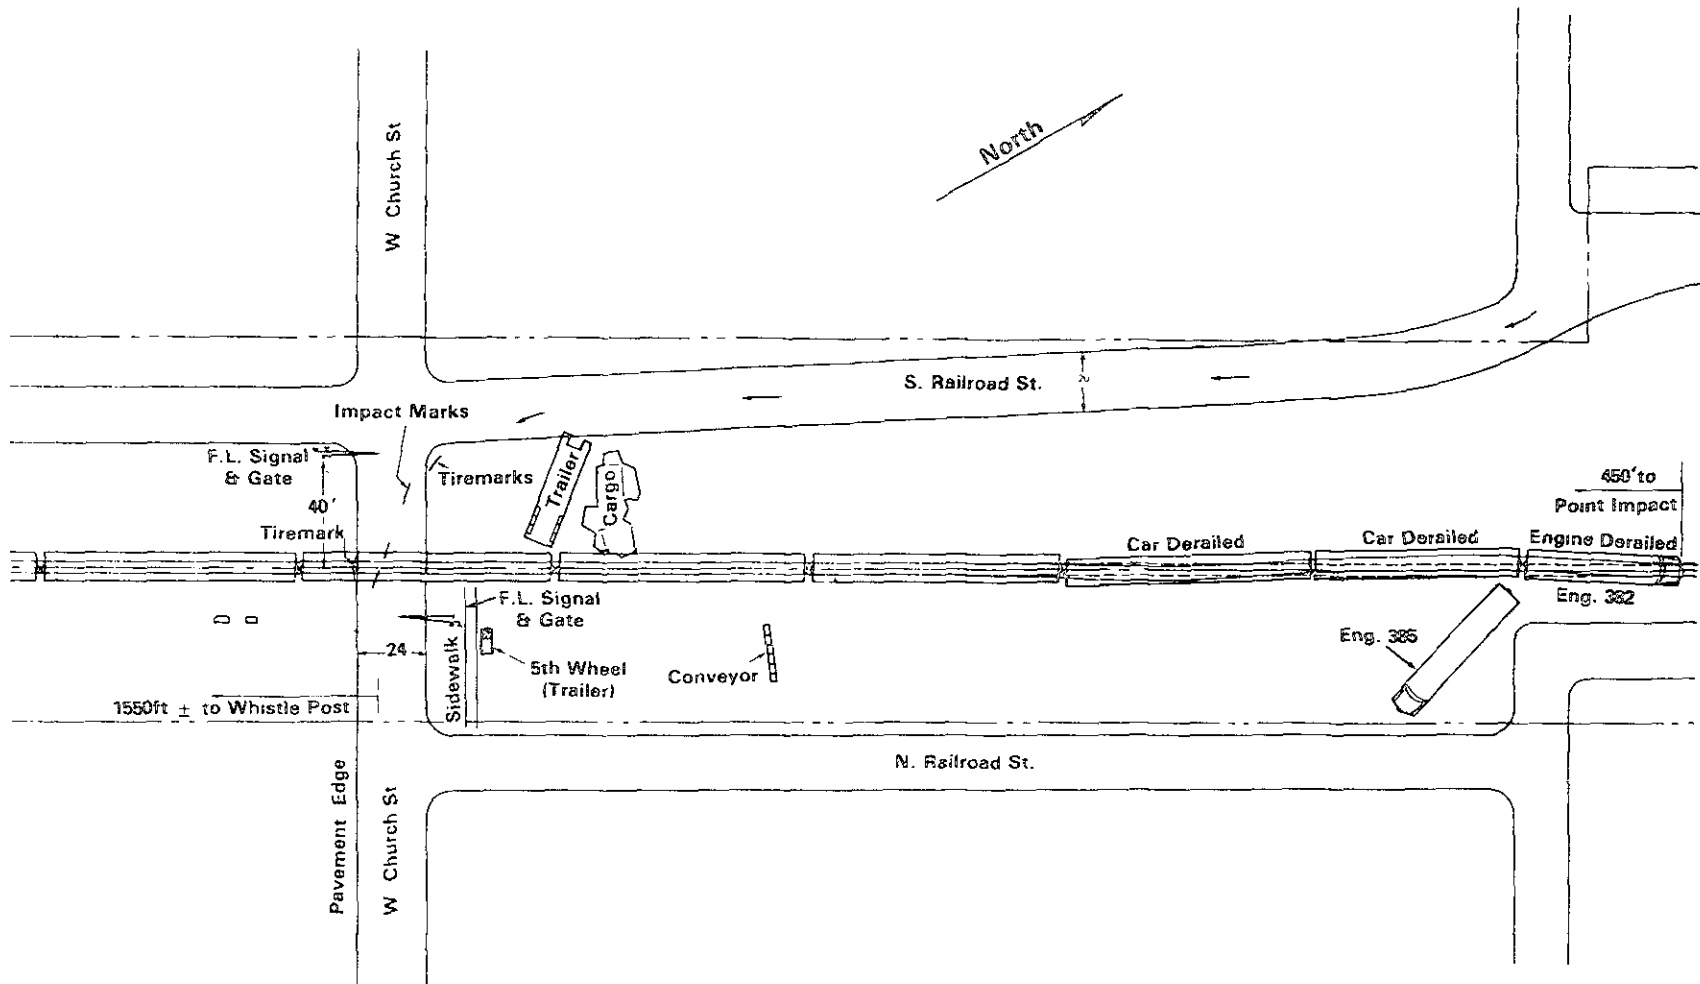 W Church St
North
S. Railroad St.
Impact Marks
F.L. Signal
& Gate
Tiremarks
Trailer
Cargo
40'
Tiremark
450' to
Point Impact
Car Derailed
Car Derailed
Engine Derailed
Eng. 382
F.L. Signal
& Gate
Eng. 385
24
Sidewalk
5th Wheel
(Trailer)
Conveyor
1550ft ± to Whistle Post
N. Railroad St.
Pavement Edge
W Church St